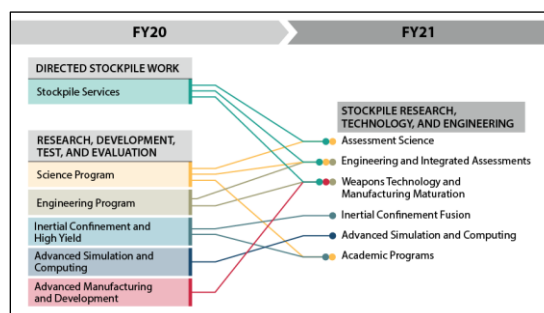 FY20
FY21
DIRECTED STOCKPILE WORK
Stockpile Services
RESEARCH, DEVELOPMENT,
TEST, AND EVALUATION
Science Program
Engineering Program
Inertial Confinement and
High Yield
Advanced Simulation and
Computing
Advanced Manufacturing
and Development
STOCKPILE RESEARCH,
TECHNOLOGY, AND ENGINEERING
Assessment Science
Engineering and Integrated Assessments
Weapons Technology and
Manufacturing Maturation
Inertial Confinement Fusion
Advanced Simulation and Computing
Academic Programs